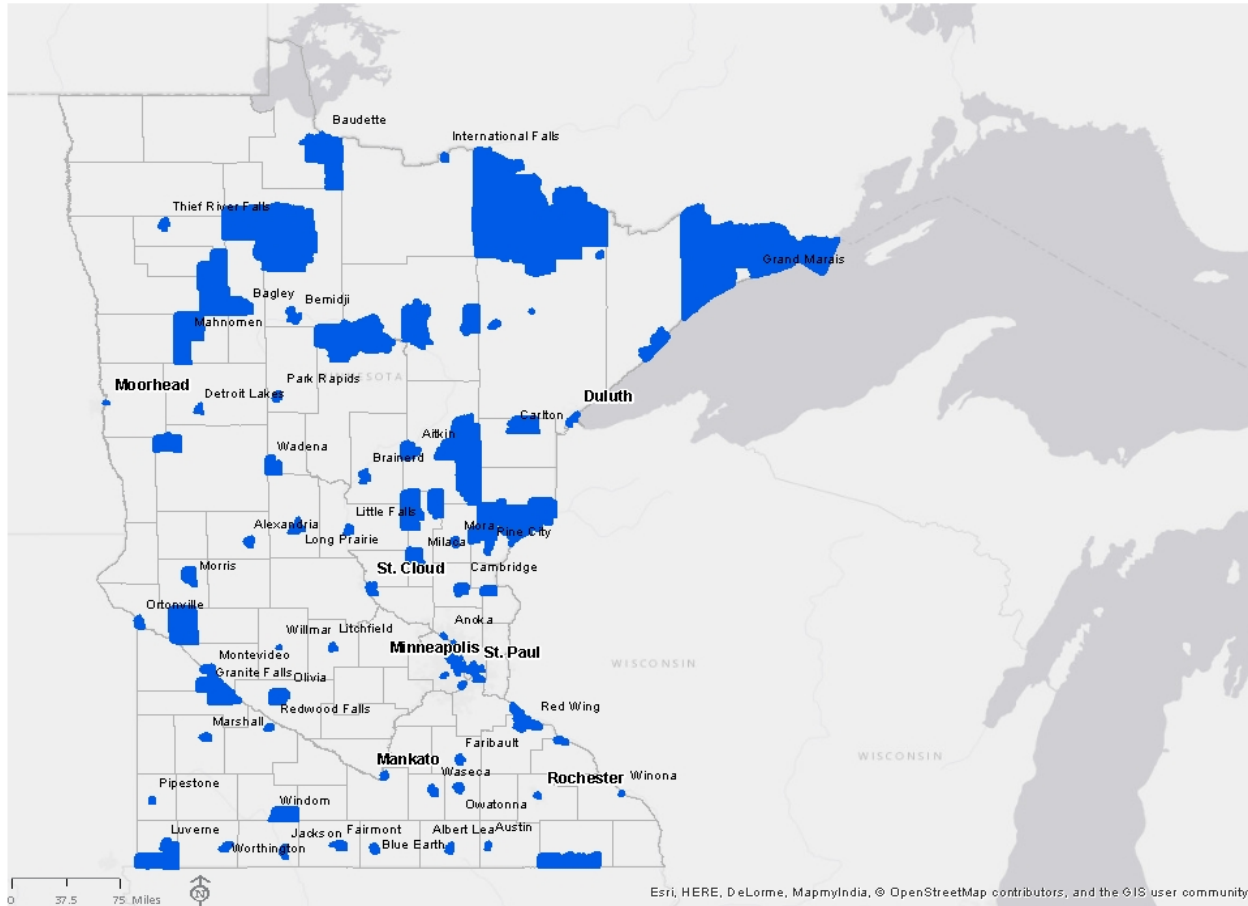 Baudette
International Falls
Thief River Falls
Grand Marais
Bagley
Bemidji
Mahnomen
MINNESOTA
Park Rapids
Moorhead
Detroit Lakes
Duluth
Carlton
Aitkin
Wadena
Brainerd
Little Falls
Alexandria
Long Prairie
Mora
Pine City
Milaca
St. Cloud
Cambridge
Morris
Ortonville
Anoka
Willmar
Litchfield
Minneapolis
St. Paul
Montevideo
WISCONSIN
Granite Falls
Olivia
Redwood Falls
Red Wing
Marshall
Faribault
Mankato
WISCONSIN
Waseca
Rochester
Winona
Pipestone
Windom
Owatonna
Luverne
Jackson
Fairmont
Albert Lea
Austin
Worthington
Blue Earth
N
0 37.5 75 Miles
Esri, HERE, DeLorme, MapmyIndia, © OpenStreetMap contributors, and the GIS user community